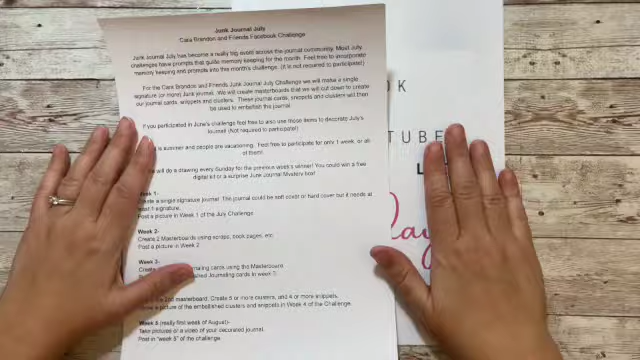 Junk Journal July
Cara Brandon and Friends Facebook Challenge
Junk Journal July has become a really big event across the journal community. Most July
challenges have prompts that guide memory keeping for the month. Feel free to incorporate
memory keeping and prompts into this month's challenge. (It is not required to participate!)
For the Cara Brandon and Friends Junk Journal July Challenge we will make a single
signature (or more) Junk journal. We will create masterboards that we will cut down to create
our journal cards, snippets and clusters. These journal cards, snippets and clusters will then
be used to embellish the journal
If you participated in June's challenge feel free to also use those items to decorate July's
journal! (Not required to participate!)
is summer and people are vacationing. Feel free to participate for only 1 week, or all
of them!
will do a drawing every Sunday for the previous week's winner! You could win a free
digital kit or a surprise Junk Journal Mystery box!
Week 1-
Create a single signature journal. The journal could be soft cover or hard cover but it needs at
least 1 signature.
Post a picture in Week 1 of the July Challenge
Week 2-
Create 2 Masterboards using scraps, book pages, etc.
Post a picture in Week 2
Week 3-
journaling cards using the Masterboard
Journaling cards in week 3
2nd masterboard. Create 5 or more clusters, and 4 or more snippets.
a picture of the embellished clusters and snippets in Week 4 of the Challenge.
Week 5 (really first week of August)-
Take pictures or a video of your decorated journal.
Post in "week 5" of the challenge
OK
TUBE